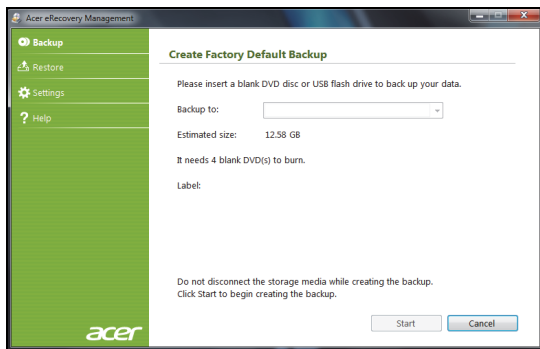 Acer eRecovery Management
Backup
Restore
Settings
? Help
Create Factory Default Backup
Please insert a blank DVD disc or USB flash drive to back up your data.
Backup to:
Estimated size: 12.58 GB
It needs 4 blank DVD(s) to burn.
Label:
Do not disconnect the storage media while creating the backup.
Click Start to begin creating the backup.
Start Cancel
acer